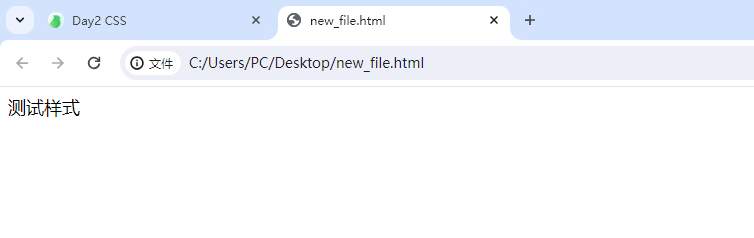 Day2 CSS
new_file.html
文件
C:/Users/PC/Desktop/new_file.html
测试样式